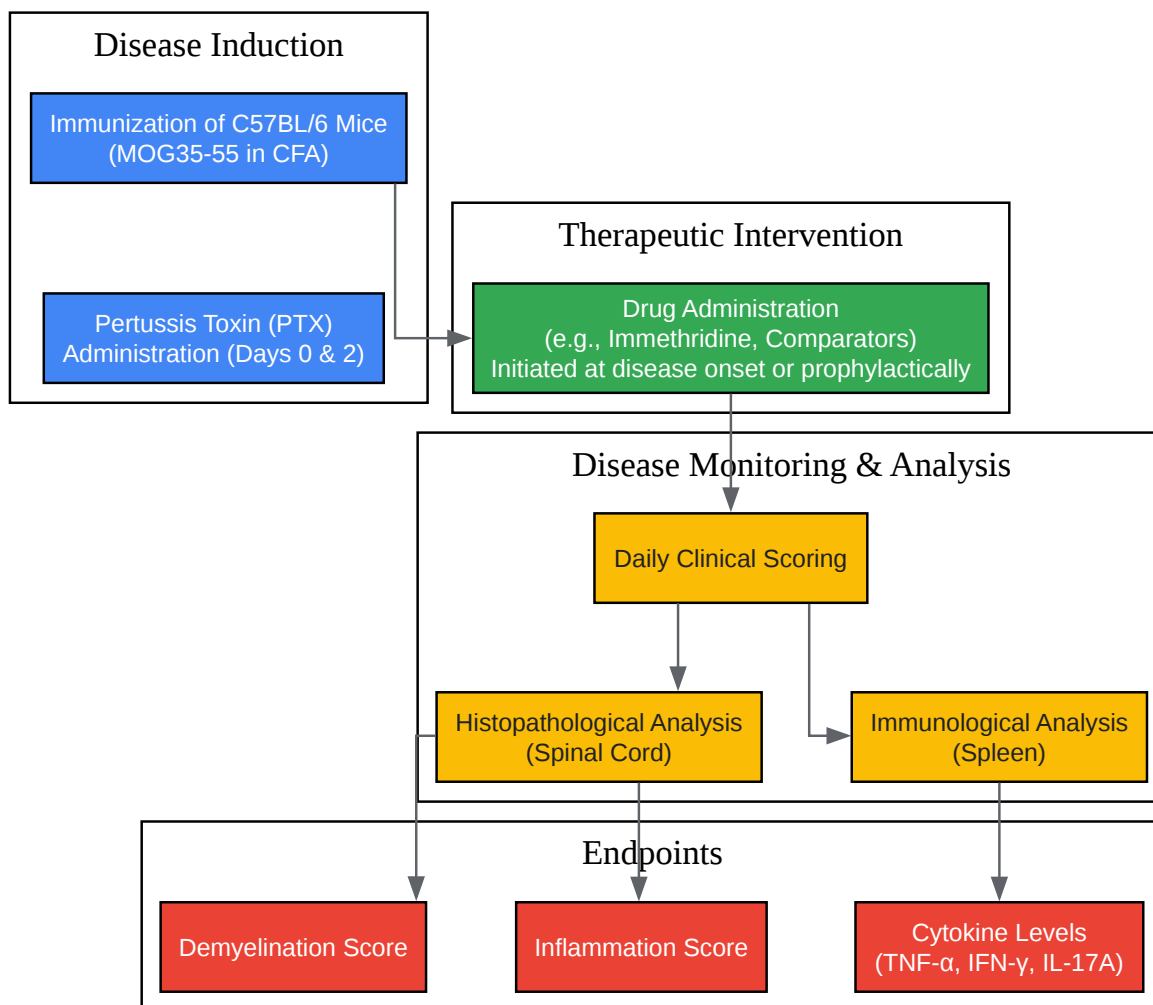 Disease Induction
Immunization of C57BL/6 Mice
(MOG35-55 in CFA)
Pertussis Toxin (PTX)
Administration (Days 0 & 2)
Therapeutic Intervention
Drug Administration
(e.g., Immethridine, Comparators)
Initiated at disease onset or prophylactically
Disease Monitoring & Analysis
Daily Clinical Scoring
Histopathological Analysis
(Spinal Cord)
Immunological Analysis
(Spleen)
Endpoints
Demyelination Score
Inflammation Score
Cytokine Levels
(TNF-α, IFN-γ, IL-17A)